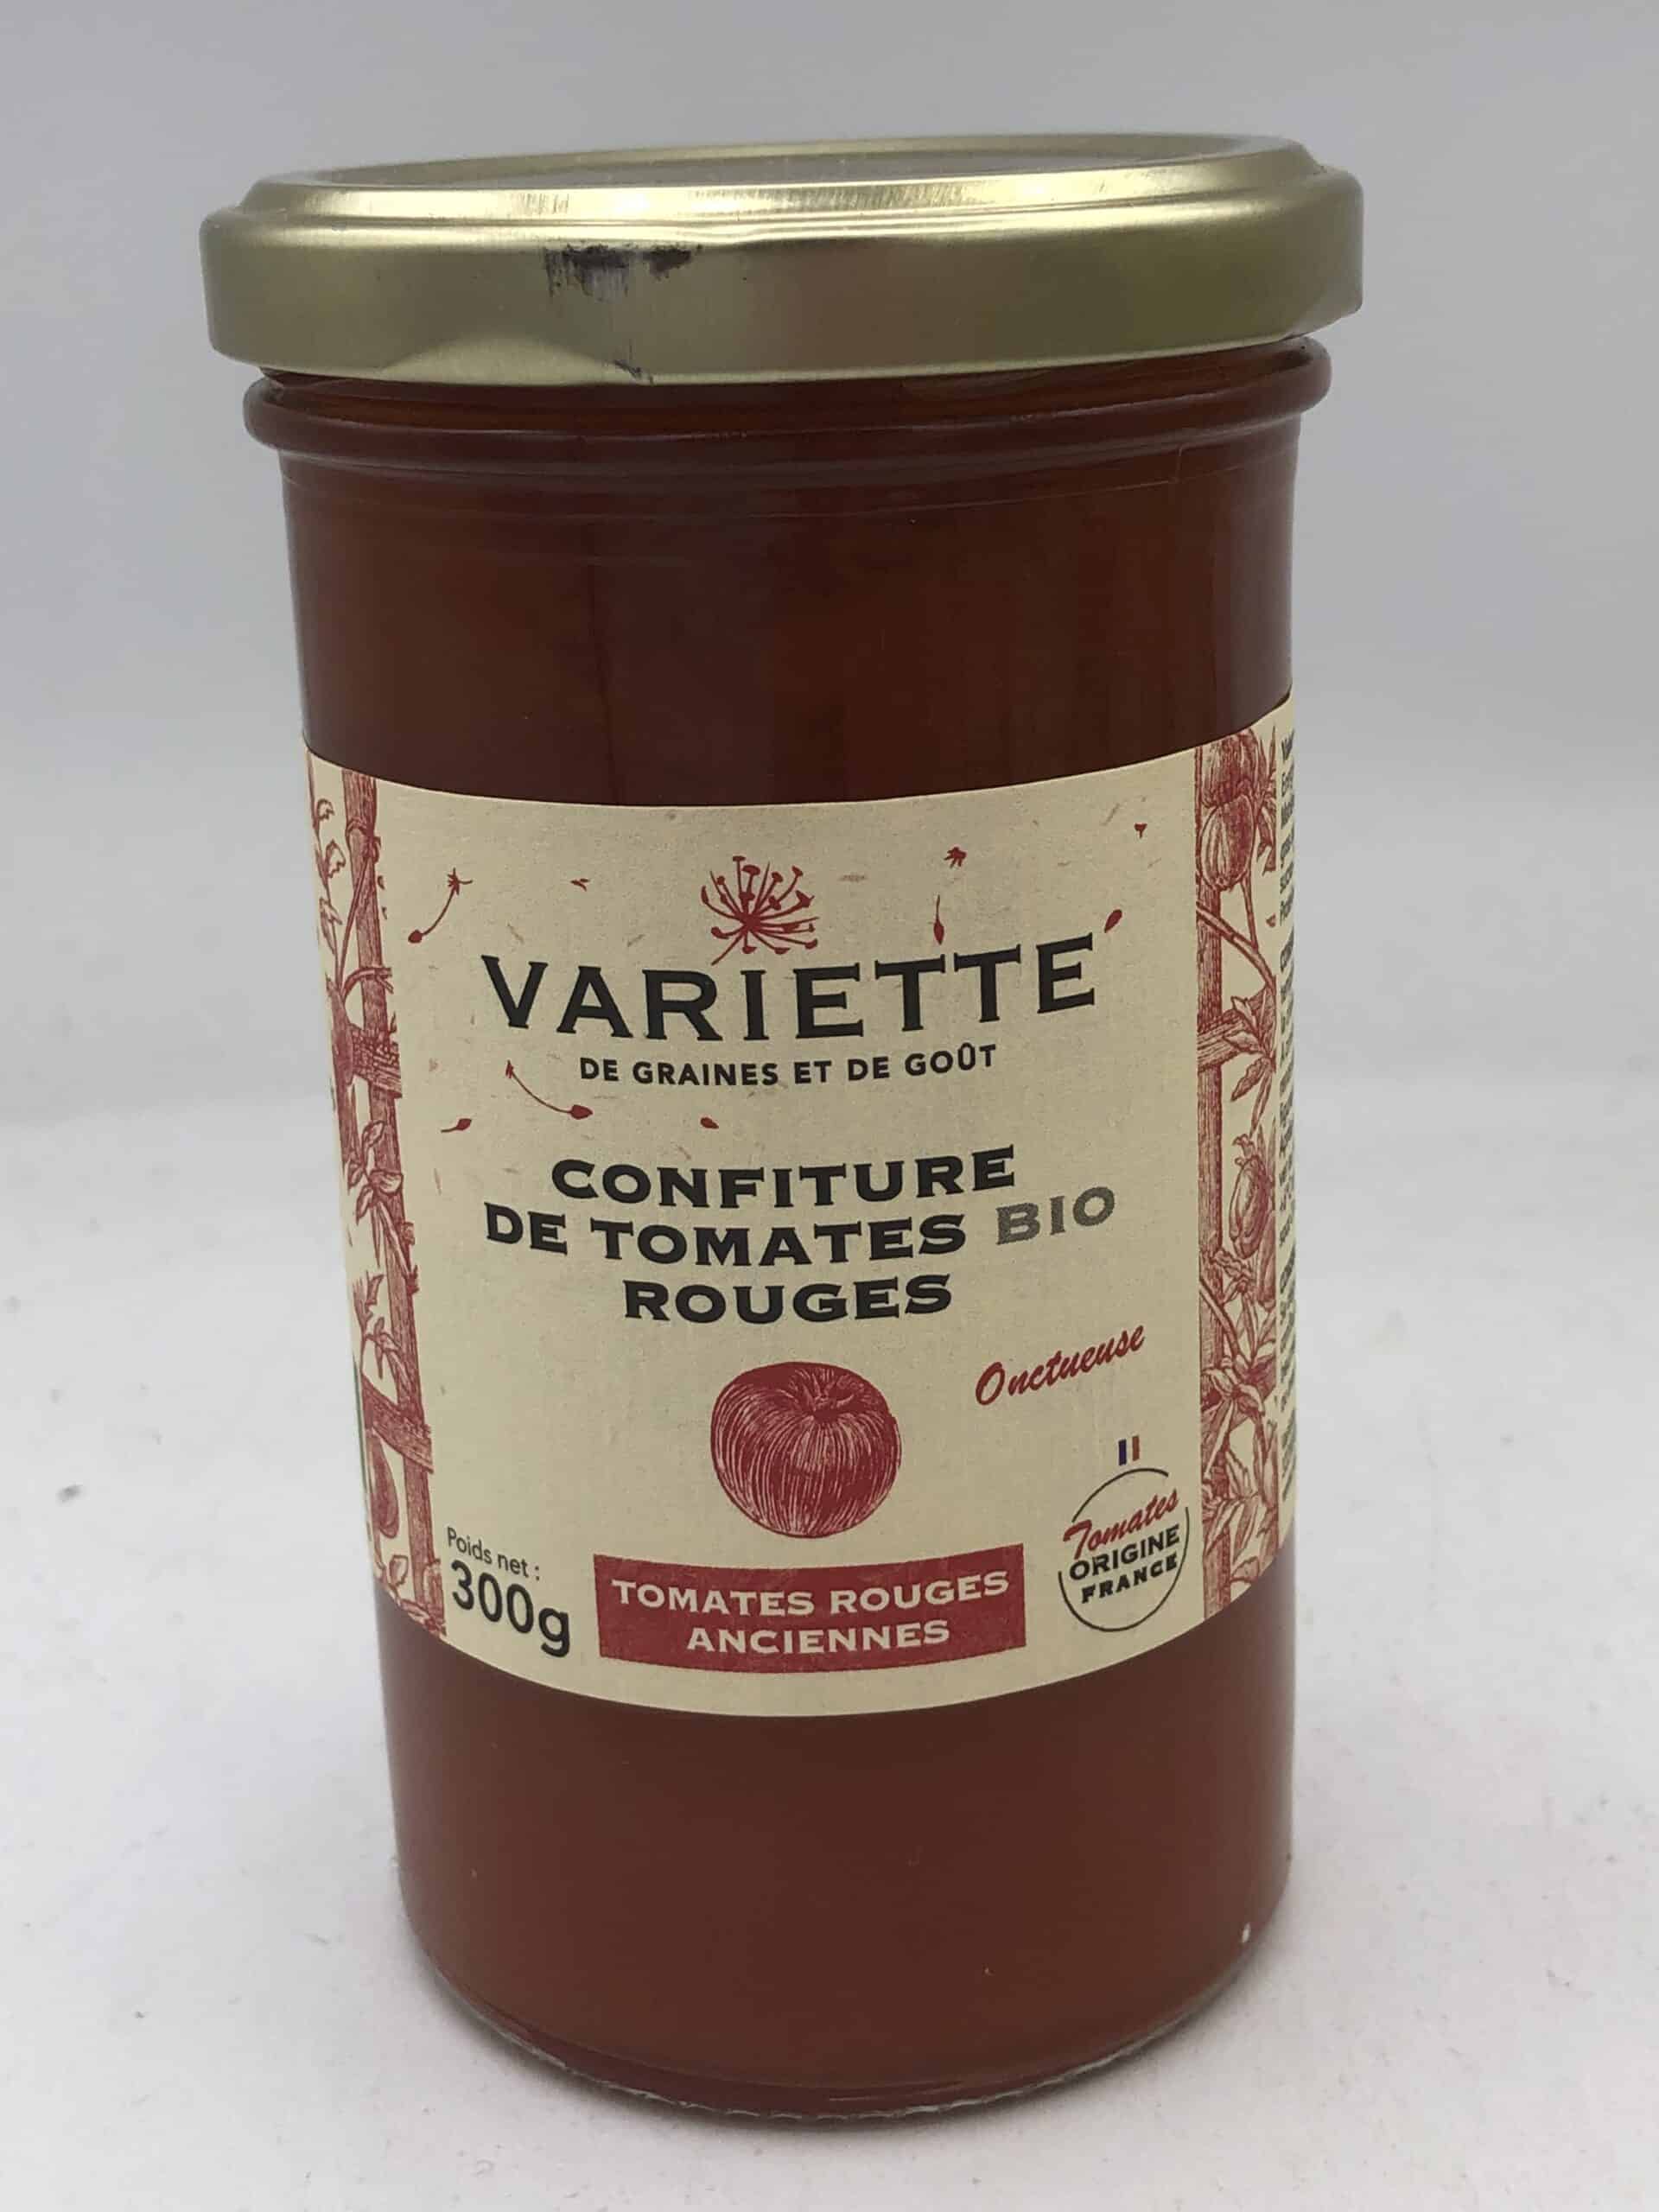 VARIETTE
DE GRAINES ET DE GOÛT
CONFITURE
DE TOMATES BIO
ROUGES
Onctueuse
Poids net :
300g
TOMATES ROUGES
ANCIENNES
Tomates
ORIGINE
FRANCE